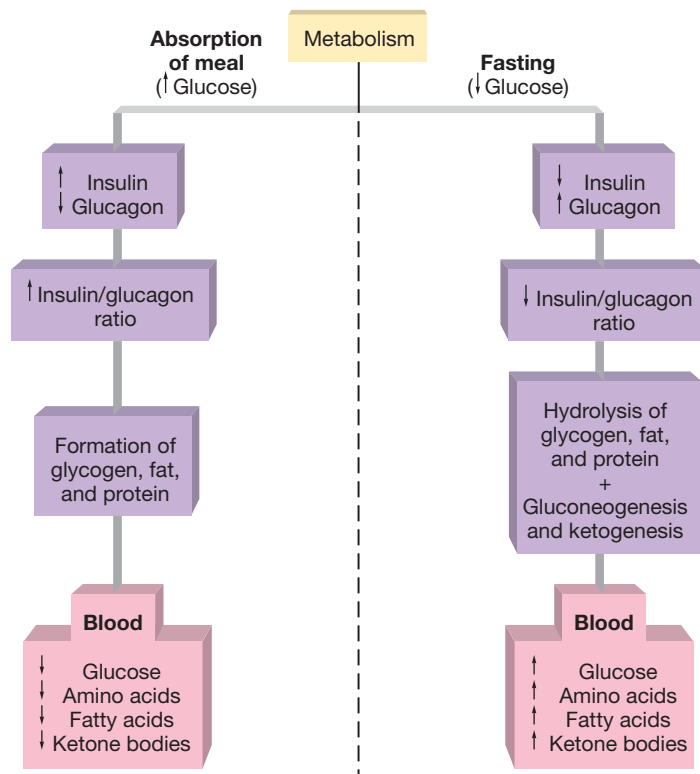 Metabolism
Absorption
of meal
(↑ Glucose)
↑ Insulin
↓ Glucagon
↑ Insulin/glucagon
ratio
Formation of
glycogen, fat,
and protein
Blood
↓ Glucose
↓ Amino acids
↓ Fatty acids
↓ Ketone bodies
Fasting
(↓ Glucose)
↓ Insulin
↑ Glucagon
↓ Insulin/glucagon
ratio
Hydrolysis of
glycogen, fat,
and protein
+
Gluconeogenesis
and ketogenesis
Blood
↑ Glucose
↑ Amino acids
↑ Fatty acids
↑ Ketone bodies